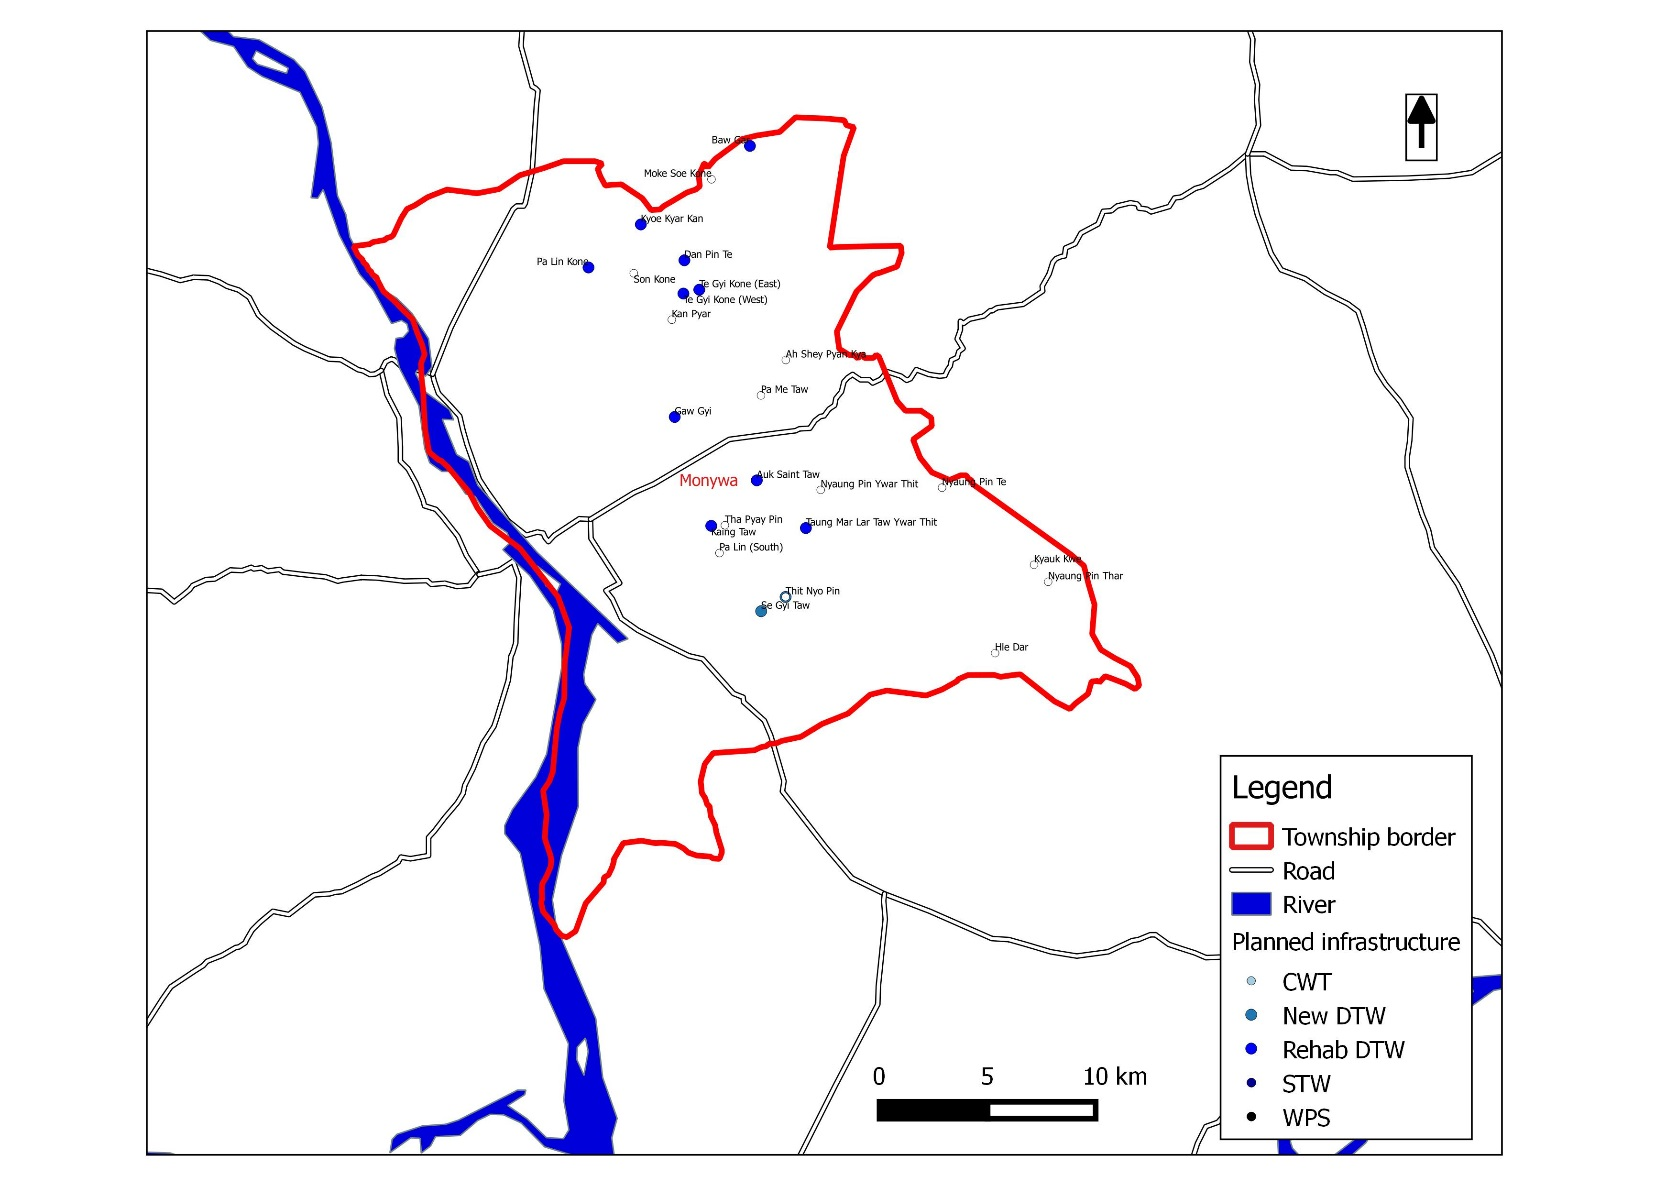 Baw Gar
Moke Soe Kone
Kyoe Kyar Kan
Dan Pin Te
Pa Lin Kone
Son Kone
Te Gyi Kone (East)
Te Gyi Kone (West)
Kan Pyar
Ah Shey Pyan Kya
Pa Me Taw
Gaw Gyi
Auk Saint Taw
Monywa
Nyaung Pin Ywar Thit
Nyaung Pin Te
Tha Pyay Pin
Taung Mar Lar Taw Ywar Thit
Kaing Taw
Pa Lin (South)
Kyauk Kwe
Nyaung Pin Thar
Thit Nyo Pin
Se Gyi Taw
Hle Dar
Legend
Township border
Road
River
Planned infrastructure
CWT
New DTW
Rehab DTW
STW
WPS
0 5 10 km